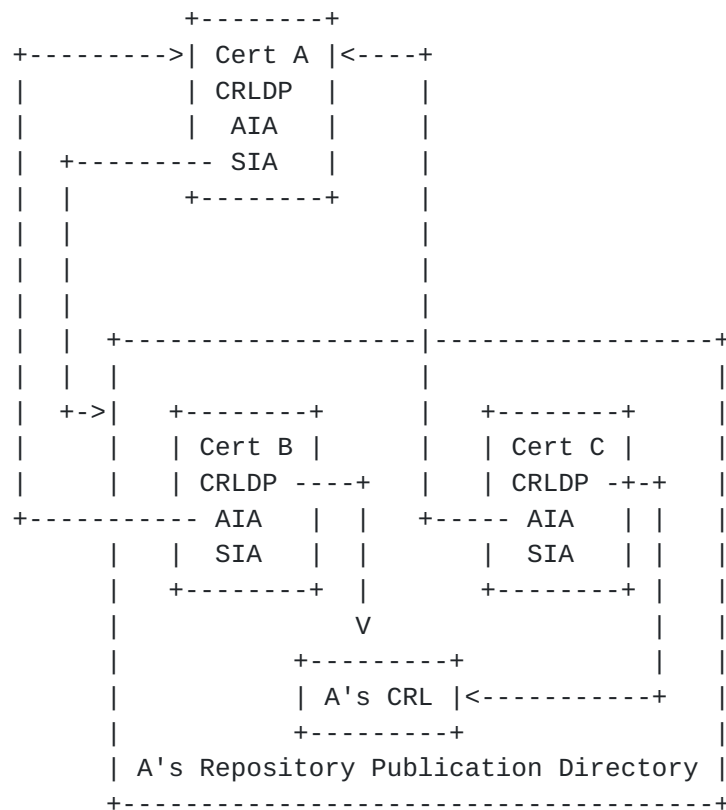 Cert A
CRLDP
AIA
SIA
Cert B Cert C
CRLDP CRLDP
AIA AIA
SIA SIA
V
A's CRL
A's Repository Publication Directory